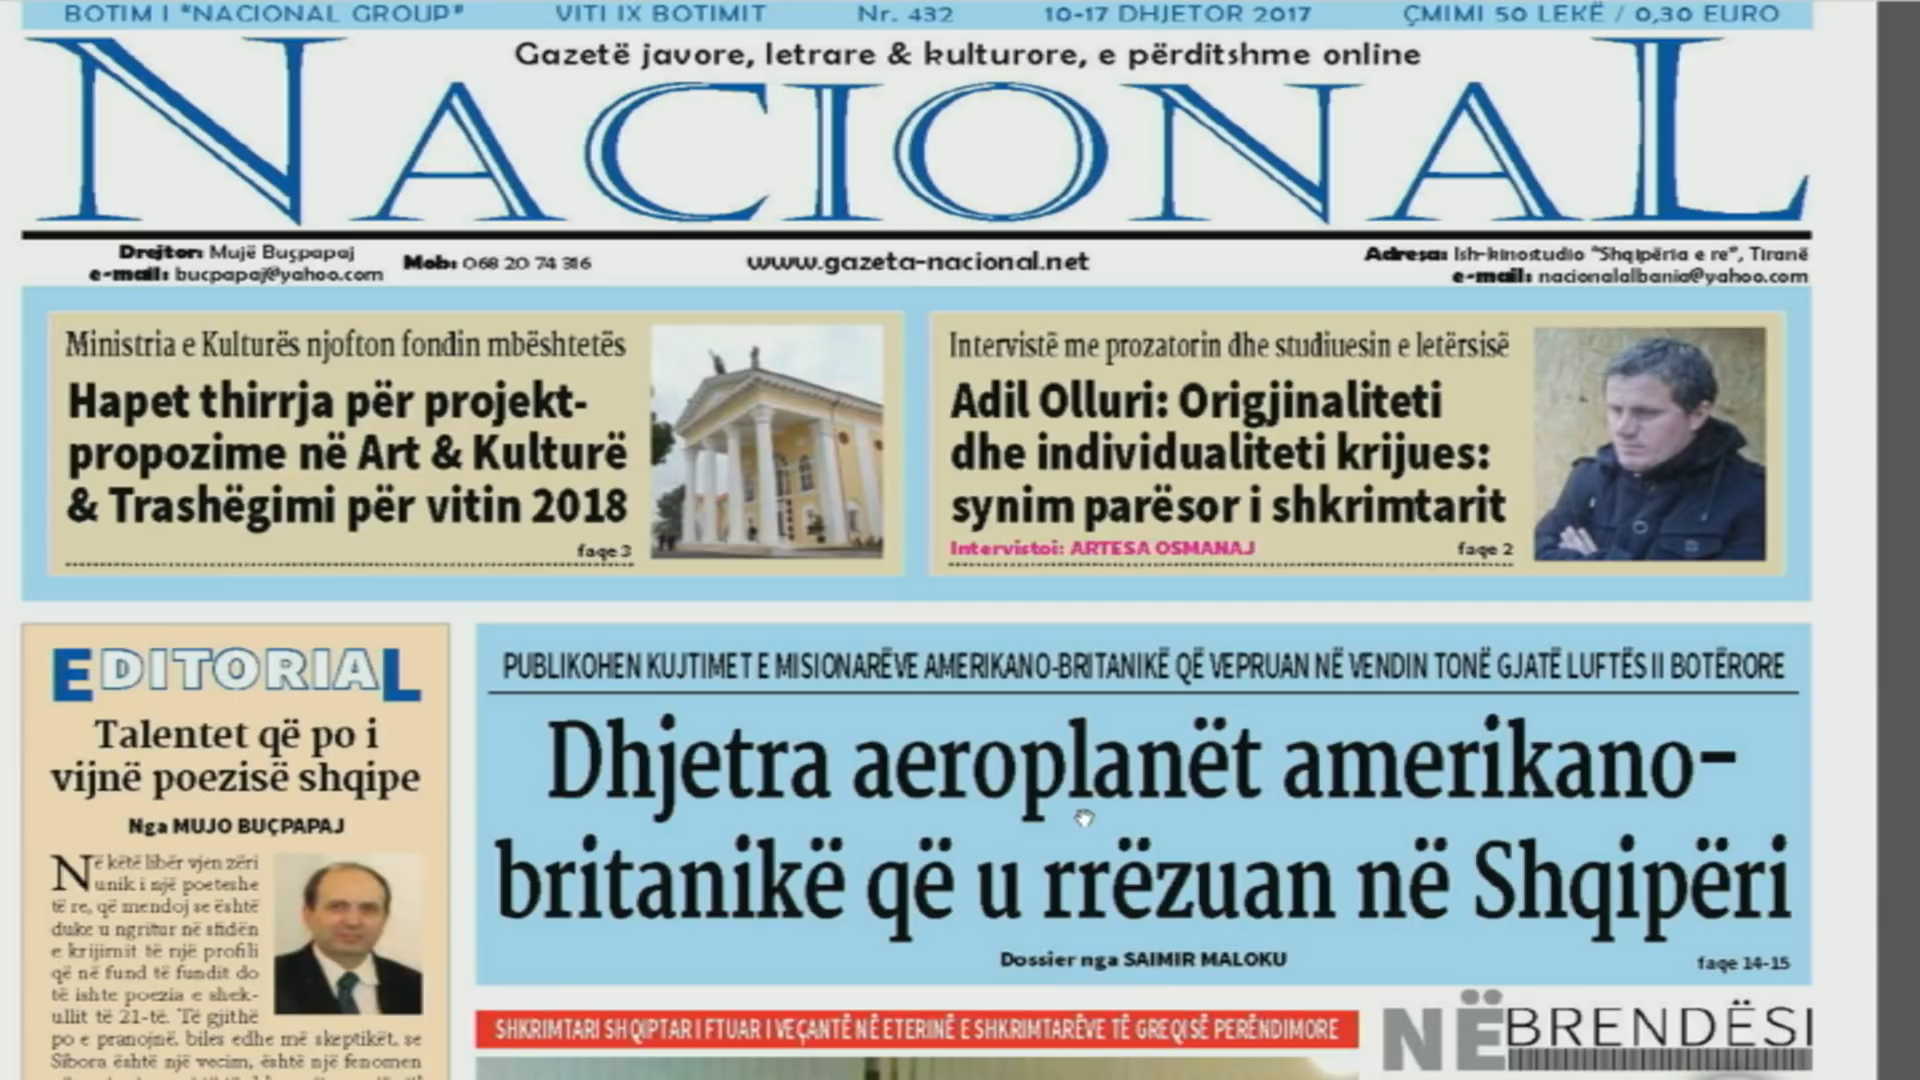 BOTIM I "NACIONAL GROUP" VITI IX BOTIMIT Nr. 432 10-17 DHJETOR 2017 ÇMIMI 50 LEKË / 0,30 EURO
Gazetë javore, letrare & kulturore, e përditshme online
NACIONAL
Drejtor: Mujë Buçpapaj
e-mail: bucpapaj@yahoo.com
Mob: 068 20 74 316
www.gazeta-nacional.net
Adresa: Ish-kinostudio "Shqipëria e re", Tiranë
e-mail: nacionalalbania@yahoo.com
Ministria e Kulturës njofton fondin mbështetës
Hapet thirrja për projekt-
propozime në Art & Kulturë
& Trashëgimi për vitin 2018
faqe 3
Intervistë me prozatorin dhe studiuesin e letërsisë
Adil Olluri: Origjinaliteti
dhe individualiteti krijues:
synim parësor i shkrimtarit
Intervistoi: ARTESA OSMANAJ faqe 2
EDITORIAL
Talentet që po i
vijnë poezisë shqipe
Nga MUJO BUÇPAPAJ
Në këtë libër vjen zëri
unik i një poeteshe
të re, që mendoj se është
duke u ngritur në sfidën
e krijimit të një profili
që në fund të fundit do
të ishte poezia e shek-
ullit të 21-të. Të gjithë
po e pranojnë, biles edhe më skeptikët, se
Sibora është një vecim, është një fenomen
PUBLIKOHEN KUJTIMET E MISIONARËVE AMERIKANO-BRITANIKË QË VEPRUAN NË VENDIN TONË GJATË LUFTËS II BOTËRORE
Dhjetra aeroplanët amerikano-
britanikë që u rrëzuan në Shqipëri
Dossier nga SAIMIR MALOKU
faqe 14-15
SHKRIMTARI SHQIPTAR I FTUAR I VEÇANTË NË ETERINË E SHKRIMTARËVE TË GREQISË PERËNDIMORE
NË BRENDËSI